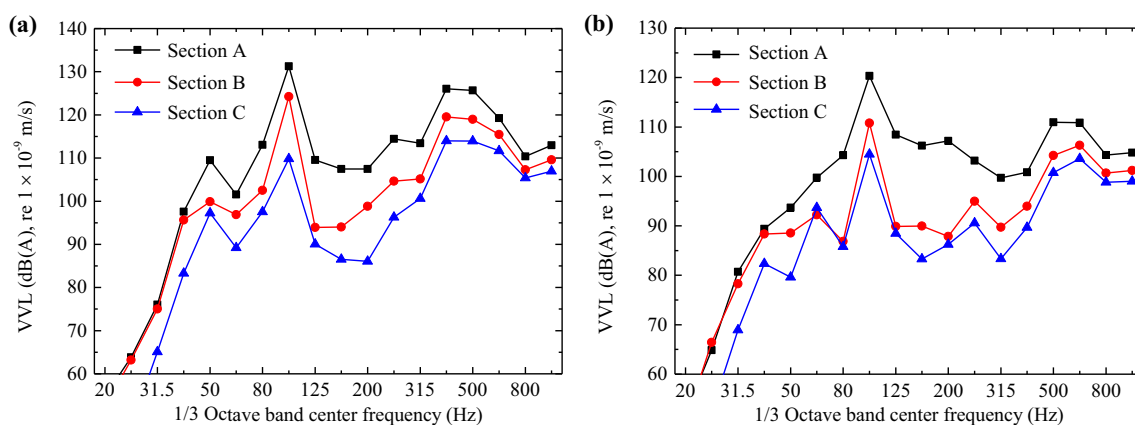 (a)
140
130
120
110
100
90
80
70
60
VVL (dB(A), re 1 × 10⁻⁹ m/s)
Section A
Section B
Section C
20 31.5 50 80 125 200 315 500 800
1/3 Octave band center frequency (Hz)
(b)
130
120
110
100
90
80
70
60
VVL (dB(A), re 1 × 10⁻⁹ m/s)
Section A
Section B
Section C
20 31.5 50 80 125 200 315 500 800
1/3 Octave band center frequency (Hz)